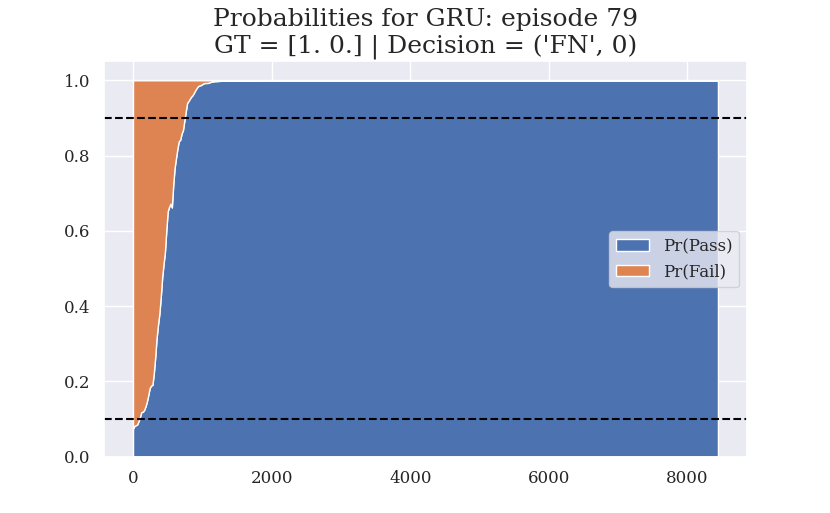 Probabilities for GRU: episode 79
GT = [1. 0.] | Decision = ('FN', 0)
1.0
0.8
0.6
0.4
0.2
0.0
Pr(Pass)
Pr(Fail)
0
2000
4000
6000
8000